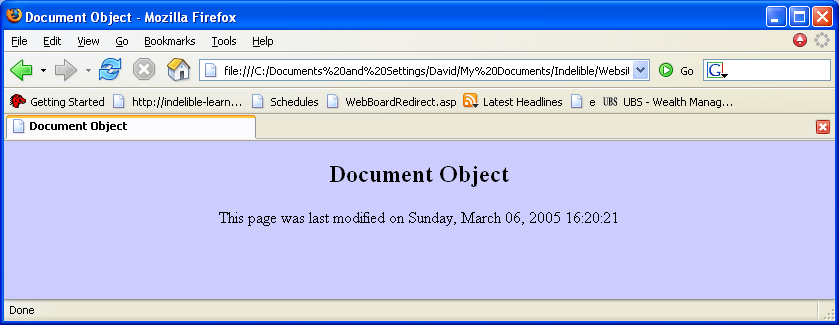 Document Object - Mozilla Firefox
File Edit View Go Bookmarks Tools Help
file:///C:/Documents%20and%20Settings/David/My%20Documents/Indelible/Websit Go G
Getting Started http://indelible-learn... Schedules WebBoardRedirect.asp Latest Headlines e UBS UBS - Wealth Manag...
Document Object
Document Object
This page was last modified on Sunday, March 06, 2005 16:20:21
Done